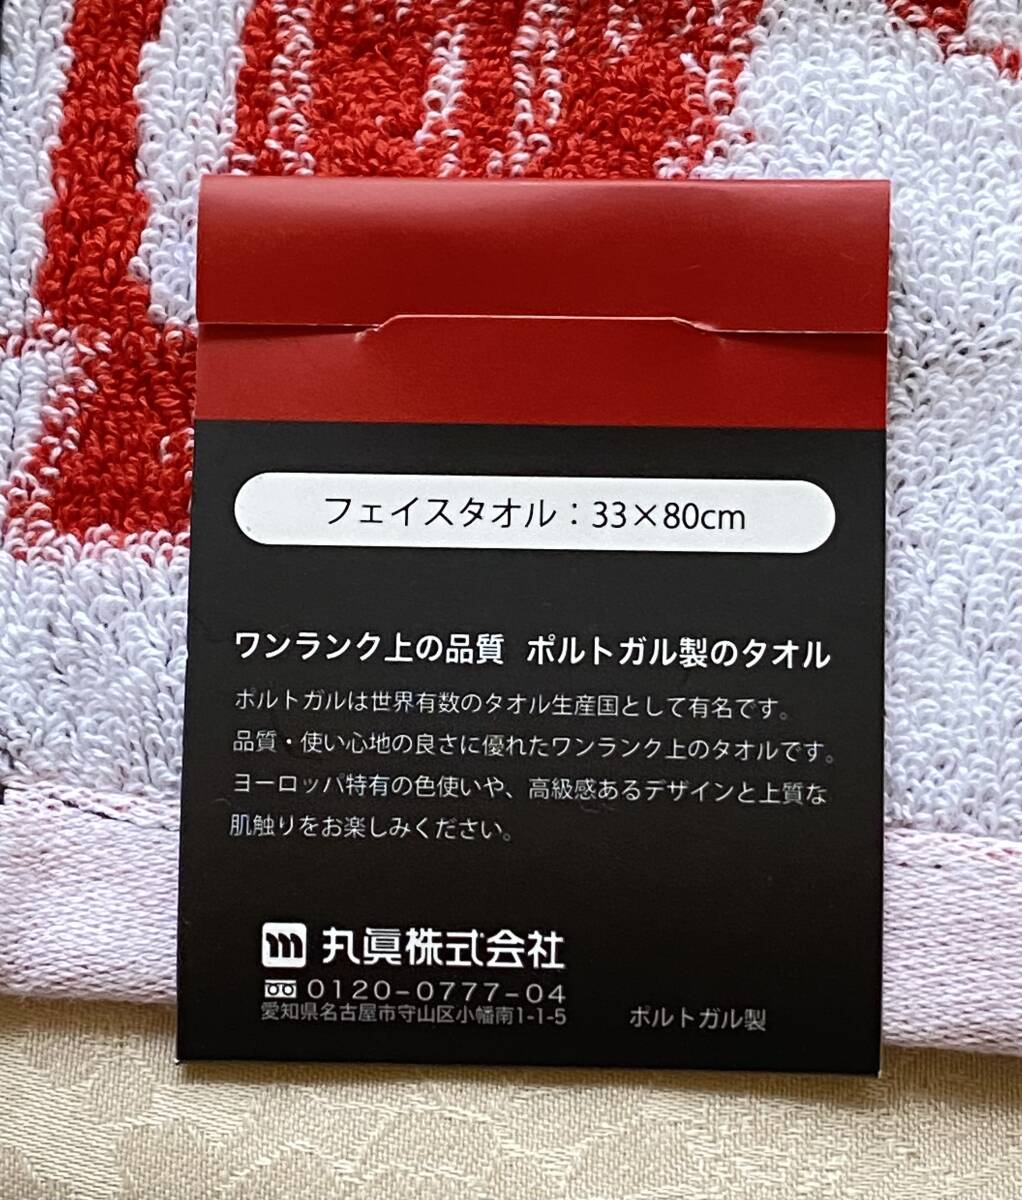 フェイスタオル：33×80cm
ワンランク上の品質 ポルトガル製のタオル
ポルトガルは世界有数のタオル生産国として有名です。
品質・使い心地の良さに優れたワンランク上のタオルです。
ヨーロッパ特有の色使いや、高級感あるデザインと上質な
肌触りをお楽しみください。
丸眞株式会社
0120-0777-04
愛知県名古屋市守山区小幡南1-1-5 ポルトガル製